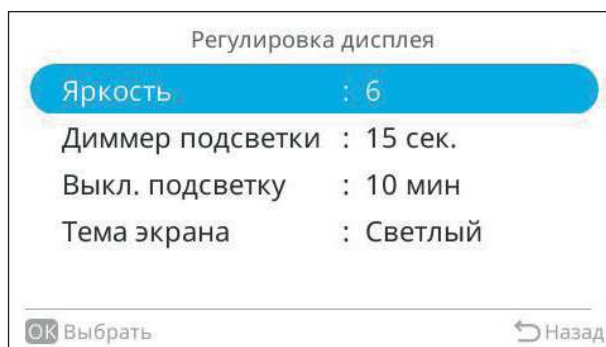 Регулировка дисплея
Яркость : 6
Диммер подсветки : 15 сек.
Выкл. подсветку : 10 мин
Тема экрана : Светлый
OK Выбрать Назад